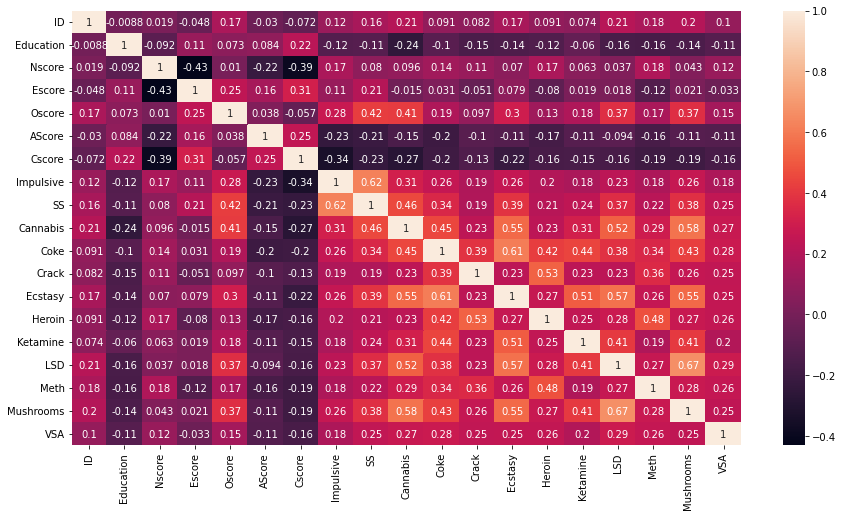 ID 1 -0.0088 0.019 -0.048 0.17 -0.03 -0.072 0.12 0.16 0.21 0.091 0.082 0.17 0.091 0.074 0.21 0.18 0.2 0.1
Education -0.0088 1 -0.092 0.11 0.073 0.084 0.22 -0.12 -0.11 -0.24 -0.1 -0.15 -0.14 -0.12 -0.06 -0.16 -0.16 -0.14 -0.11
Nscore 0.019 -0.092 1 -0.43 0.01 -0.22 -0.39 0.17 0.08 0.096 0.14 0.11 0.07 0.17 0.063 0.037 0.18 0.043 0.12
Escore -0.048 0.11 -0.43 1 0.25 0.16 0.31 0.11 0.21 -0.015 0.031 -0.051 0.079 -0.08 0.019 0.018 -0.12 0.021 -0.033
Oscore 0.17 0.073 0.01 0.25 1 0.038 -0.057 0.28 0.42 0.41 0.19 0.097 0.3 0.13 0.18 0.37 0.17 0.37 0.15
AScore -0.03 0.084 -0.22 0.16 0.038 1 0.25 -0.23 -0.21 -0.15 -0.2 -0.1 -0.11 -0.17 -0.11 -0.094 -0.16 -0.11 -0.11
Cscore -0.072 0.22 -0.39 0.31 -0.057 0.25 1 -0.34 -0.23 -0.27 -0.2 -0.13 -0.22 -0.16 -0.15 -0.16 -0.19 -0.19 -0.16
Impulsive 0.12 -0.12 0.17 0.11 0.28 -0.23 -0.34 1 0.62 0.31 0.26 0.19 0.26 0.2 0.18 0.23 0.18 0.26 0.18
SS 0.16 -0.11 0.08 0.21 0.42 -0.21 -0.23 0.62 1 0.46 0.34 0.19 0.39 0.21 0.24 0.37 0.22 0.38 0.25
Cannabis 0.21 -0.24 0.096 -0.015 0.41 -0.15 -0.27 0.31 0.46 1 0.45 0.23 0.55 0.23 0.31 0.52 0.29 0.58 0.27
Coke 0.091 -0.1 0.14 0.031 0.19 -0.2 -0.2 0.26 0.34 0.45 1 0.39 0.61 0.42 0.44 0.38 0.34 0.43 0.28
Crack 0.082 -0.15 0.11 -0.051 0.097 -0.1 -0.13 0.19 0.19 0.23 0.39 1 0.23 0.53 0.23 0.23 0.36 0.26 0.25
Ecstasy 0.17 -0.14 0.07 0.079 0.3 -0.11 -0.22 0.26 0.39 0.55 0.61 0.23 1 0.27 0.51 0.57 0.26 0.55 0.25
Heroin 0.091 -0.12 0.17 -0.08 0.13 -0.17 -0.16 0.2 0.21 0.23 0.42 0.53 0.27 1 0.25 0.28 0.48 0.27 0.26
Ketamine 0.074 -0.06 0.063 0.019 0.18 -0.11 -0.15 0.18 0.24 0.31 0.44 0.23 0.51 0.25 1 0.41 0.19 0.41 0.2
LSD 0.21 -0.16 0.037 0.018 0.37 -0.094 -0.16 0.23 0.37 0.52 0.38 0.23 0.57 0.28 0.41 1 0.27 0.67 0.29
Meth 0.18 -0.16 0.18 -0.12 0.17 -0.16 -0.19 0.18 0.22 0.29 0.34 0.36 0.26 0.48 0.19 0.27 1 0.28 0.26
Mushrooms 0.2 -0.14 0.043 0.021 0.37 -0.11 -0.19 0.26 0.38 0.58 0.43 0.26 0.55 0.27 0.41 0.67 0.28 1 0.25
VSA 0.1 -0.11 0.12 -0.033 0.15 -0.11 -0.16 0.18 0.25 0.27 0.28 0.25 0.25 0.26 0.2 0.29 0.26 0.25 1
ID Education Nscore Escore Oscore AScore Cscore Impulsive SS Cannabis Coke Crack Ecstasy Heroin Ketamine LSD Meth Mushrooms VSA
1.0
0.8
0.6
0.4
0.2
0.0
−0.2
−0.4